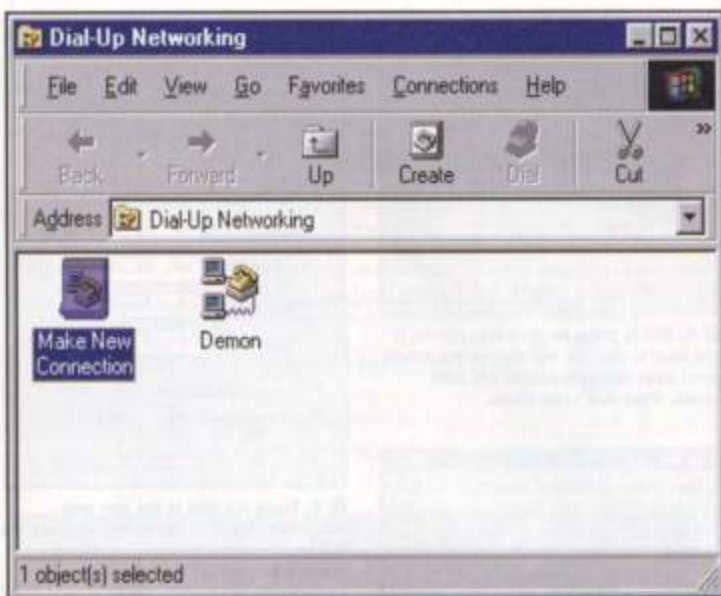 Dial-Up Networking
File Edit View Go Favorites Connections Help
Back Forward Up Create Dial Cut »
Address Dial-Up Networking
Make New Connection
Demon
1 object(s) selected